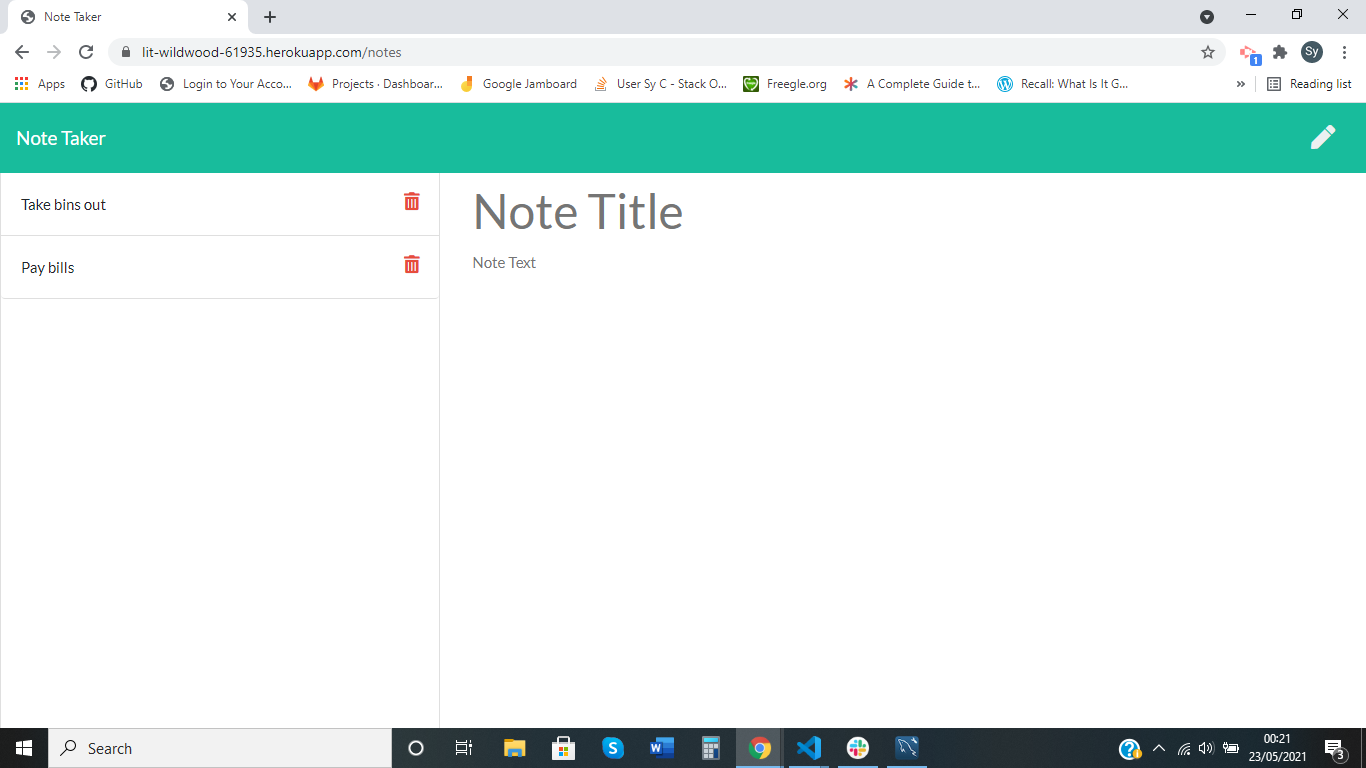 Note Taker
lit-wildwood-61935.herokuapp.com/notes
Sy
1
Apps
GitHub
Login to Your Acco...
Projects · Dashboar...
Google Jamboard
User Sy C - Stack O...
Freegle.org
A Complete Guide t...
Recall: What Is It G...
»
Reading list
Note Taker
Take bins out
Pay bills
Note Title
Note Text
Search
00:21
23/05/2021
3